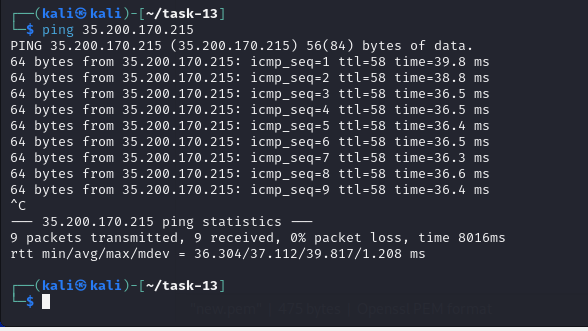 ┌──(kali㉿kali)-[~/task-13]
└─$ ping 35.200.170.215
PING 35.200.170.215 (35.200.170.215) 56(84) bytes of data.
64 bytes from 35.200.170.215: icmp_seq=1 ttl=58 time=39.8 ms
64 bytes from 35.200.170.215: icmp_seq=2 ttl=58 time=38.8 ms
64 bytes from 35.200.170.215: icmp_seq=3 ttl=58 time=36.5 ms
64 bytes from 35.200.170.215: icmp_seq=4 ttl=58 time=36.5 ms
64 bytes from 35.200.170.215: icmp_seq=5 ttl=58 time=36.4 ms
64 bytes from 35.200.170.215: icmp_seq=6 ttl=58 time=36.5 ms
64 bytes from 35.200.170.215: icmp_seq=7 ttl=58 time=36.3 ms
64 bytes from 35.200.170.215: icmp_seq=8 ttl=58 time=36.6 ms
64 bytes from 35.200.170.215: icmp_seq=9 ttl=58 time=36.4 ms
^C
--- 35.200.170.215 ping statistics ---
9 packets transmitted, 9 received, 0% packet loss, time 8016ms
rtt min/avg/max/mdev = 36.304/37.112/39.817/1.208 ms
┌──(kali㉿kali)-[~/task-13]
└─$